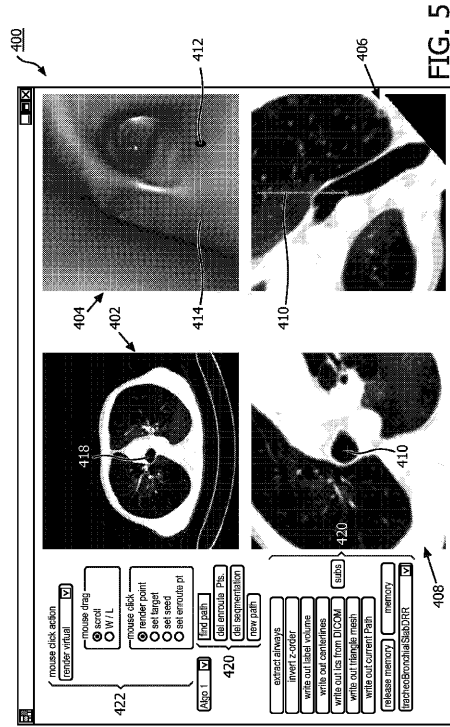 400
mouse click action
render virtual
mouse drag
scroll
W / L
mouse click
render point
set target
set seed
set enroute pt
422
Algo 1
find path
del enroute Pts.
del segmentation
new path
420
extract airways
invert z-order
write out label volume
write out centerlines
write out ics from DICOM
write out triangle mesh
write out current Path
subs
420
release memory
memory
tracheoBronchialSlabDRR
408
402
418
410
404
414
412
410
406
FIG. 5